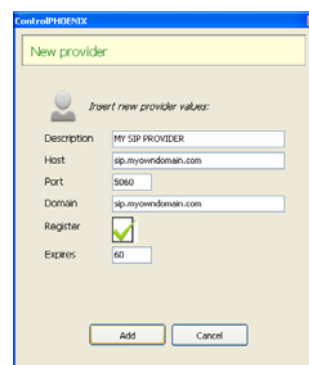 ControlPHOENIX
New provider
Insert new provider values:
Description MY SIP PROVIDER
Host sip.myowndomain.com
Port 5060
Domain sip.myowndomain.com
Register
Expires 60
Add Cancel